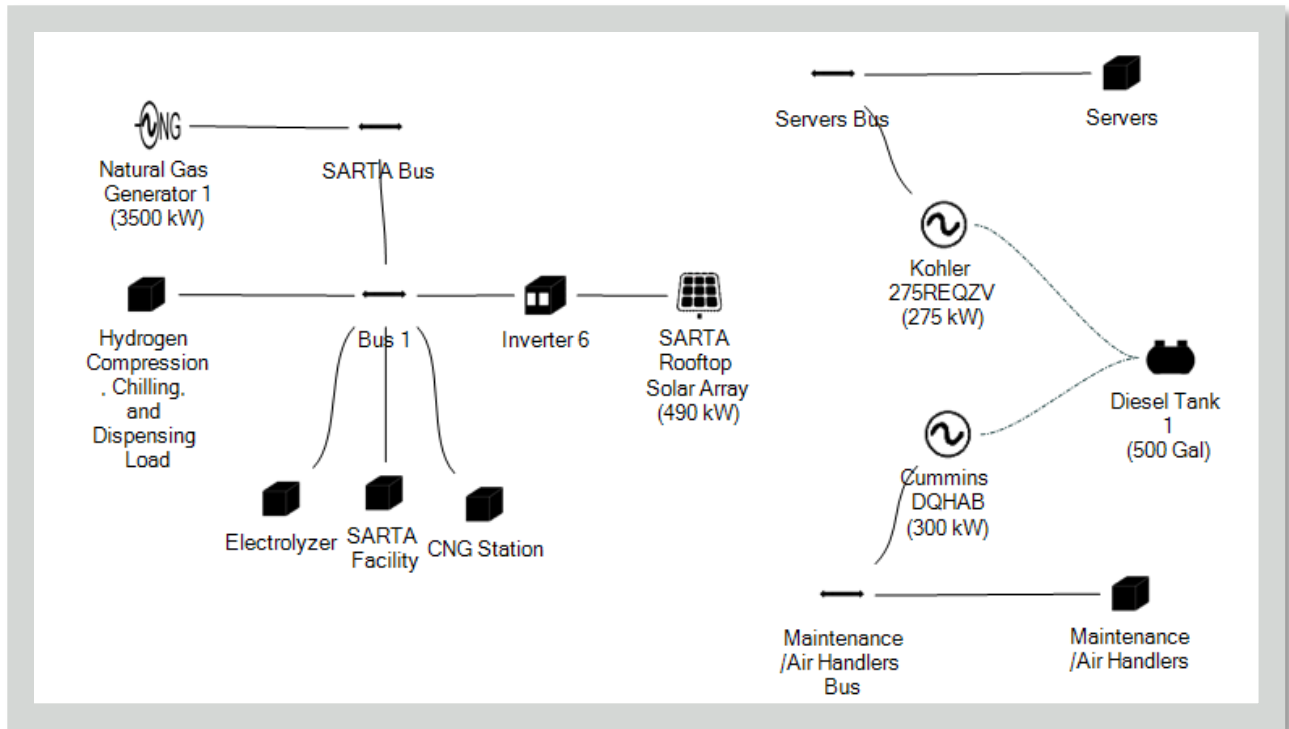 NG
Natural Gas
Generator 1
(3500 kW)
SARTA Bus
Servers Bus
Servers
Hydrogen
Compression
, Chilling,
and
Dispensing
Load
Bus 1
Inverter 6
SARTA
Rooftop
Solar Array
(490 kW)
Kohler
275REQZV
(275 kW)
Diesel Tank
1
(500 Gal)
Electrolyzer
SARTA
Facility
CNG Station
Cummins
DQHAB
(300 kW)
Maintenance
/Air Handlers
Bus
Maintenance
/Air Handlers